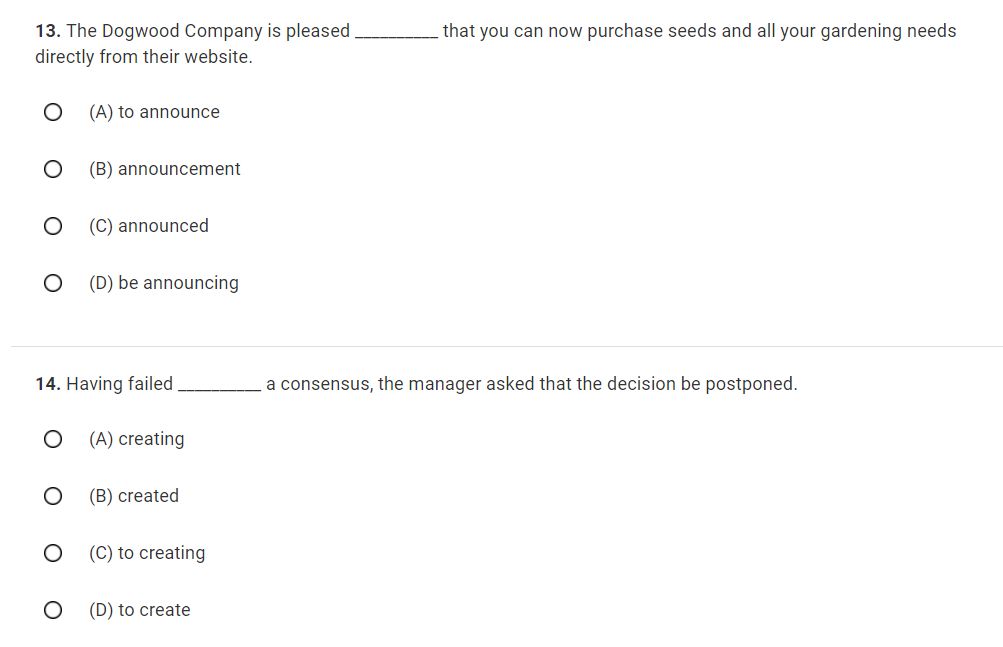 13. The Dogwood Company is pleased __________ that you can now purchase seeds and all your gardening needs
directly from their website.
(A) to announce
(B) announcement
(C) announced
(D) be announcing
14. Having failed __________ a consensus, the manager asked that the decision be postponed.
(A) creating
(B) created
(C) to creating
(D) to create